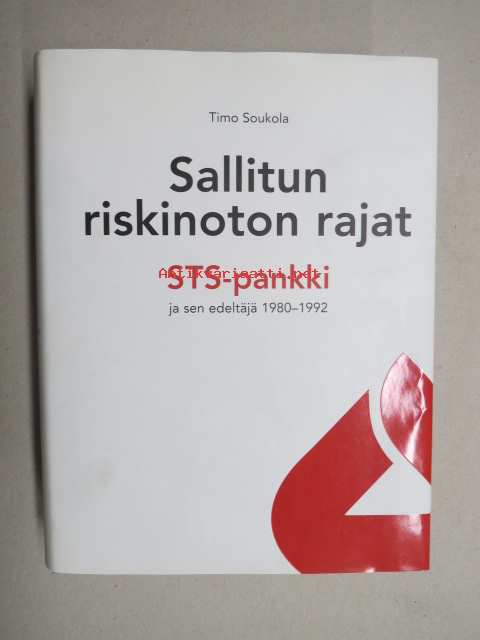 Timo Soukola
Sallitun
riskinoton rajat
STS-pankki
Antikvariaatti.net
ja sen edeltäjä 1980–1992